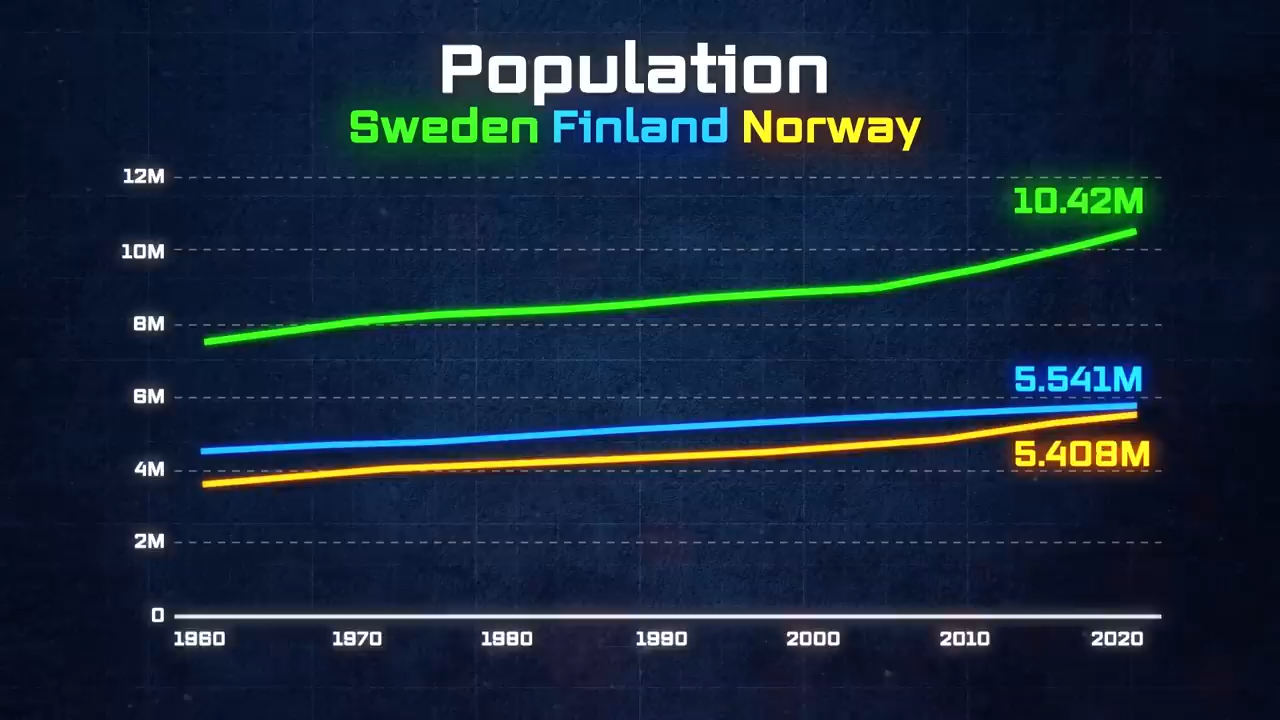 Population
Sweden Finland Norway
12M
10.42M
10M
8M
6M
5.541M
4M
5.408M
2M
0
1960 1970 1980 1990 2000 2010 2020